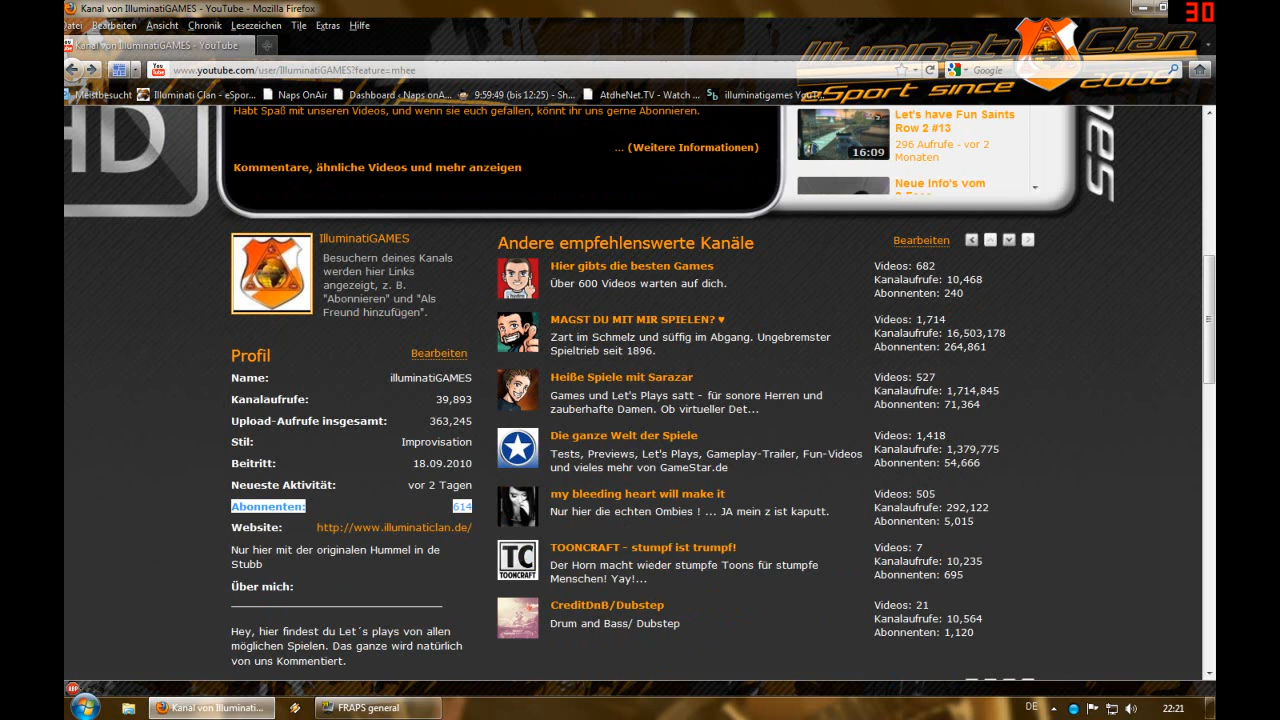 Kanal von IlluminatiGAMES - YouTube - Mozilla Firefox
30
Datei Bearbeiten Ansicht Chronik Lesezeichen Tile Extras Hilfe
Kanal von IlluminatiGAMES - YouTube
Illuminati Clan
eSport since 2008
www.youtube.com/user/IlluminatiGAMES?feature=mhee
Google
Meistbesucht Illuminati Clan - eSpor... Naps OnAir Dashboard - Naps onA... 9:59:49 (bis 12:25) - Sh... AtdheNet.TV - Watch ... illuminatigames YouT...
HD
Habt Spaß mit unseren Videos, und wenn sie euch gefallen, könnt ihr uns gerne Abonnieren.
... (Weitere Informationen)
Kommentare, ähnliche Videos und mehr anzeigen
16:09
Let's have Fun Saints
Row 2 #13
296 Aufrufe - vor 2
Monaten
Neue Info's vom
IlluminatiGAMES
Besuchern deines Kanals
werden hier Links
angezeigt, z. B.
"Abonnieren" und "Als
Freund hinzufügen".
Profil Bearbeiten
Name: illuminatiGAMES
Kanalaufrufe: 39,893
Upload-Aufrufe insgesamt: 363,245
Stil: Improvisation
Beitritt: 18.09.2010
Neueste Aktivität: vor 2 Tagen
Abonnenten: 614
Website: http://www.illuminaticlan.de/
Nur hier mit der originalen Hummel in de
Stubb
Über mich:
Hey, hier findest du Let´s plays von allen
möglichen Spielen. Das ganze wird natürlich
von uns Kommentiert.
Andere empfehlenswerte Kanäle
Bearbeiten
Hier gibts die besten Games
Über 600 Videos warten auf dich.
Videos: 682
Kanalaufrufe: 10,468
Abonnenten: 240
MAGST DU MIT MIR SPIELEN? ♥
Zart im Schmelz und süffig im Abgang. Ungebremster
Spieltrieb seit 1896.
Videos: 1,714
Kanalaufrufe: 16,503,178
Abonnenten: 264,861
Heiße Spiele mit Sarazar
Games und Let's Plays satt - für sonore Herren und
zauberhafte Damen. Ob virtueller Det...
Videos: 527
Kanalaufrufe: 1,714,845
Abonnenten: 71,364
Die ganze Welt der Spiele
Tests, Previews, Let's Plays, Gameplay-Trailer, Fun-Videos
und vieles mehr von GameStar.de
Videos: 1,418
Kanalaufrufe: 1,379,775
Abonnenten: 54,666
my bleeding heart will make it
Nur hier die echten Ombies ! ... JA mein z ist kaputt.
Videos: 505
Kanalaufrufe: 292,122
Abonnenten: 5,015
TC
TOONCRAFT
TOONCRAFT - stumpf ist trumpf!
Der Horn macht wieder stumpfe Toons für stumpfe
Menschen! Yay!...
Videos: 7
Kanalaufrufe: 10,235
Abonnenten: 695
CreditDnB/Dubstep
Drum and Bass/ Dubstep
Videos: 21
Kanalaufrufe: 10,564
Abonnenten: 1,120
Kanal von Illuminati... FRAPS general DE 22:21